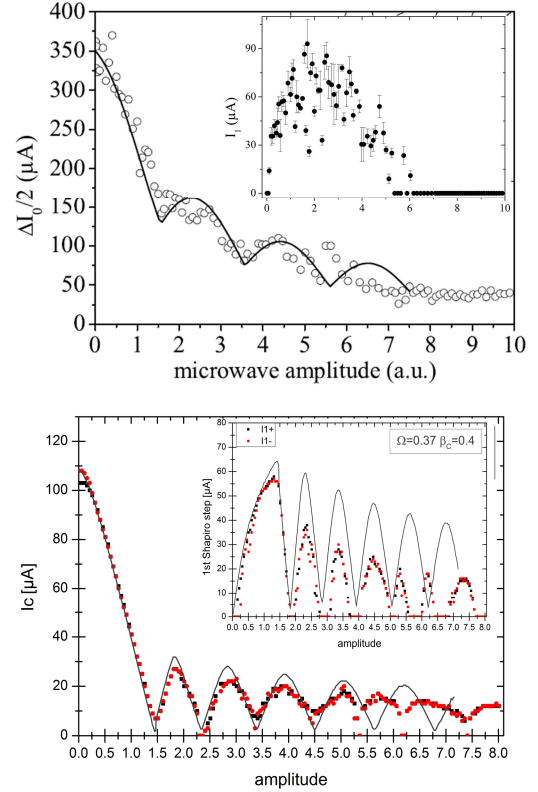 400
350
300
250
200
150
100
50
0
ΔI₀/2 (μA)
0 1 2 3 4 5 6 7 8 9 10
microwave amplitude (a.u.)
90
60
30
0
I₁ (μA)
0 2 4 6 8 10
120
100
80
60
40
20
0
Ic [μA]
0.0 0.5 1.0 1.5 2.0 2.5 3.0 3.5 4.0 4.5 5.0 5.5 6.0 6.5 7.0 7.5 8.0
amplitude
80
70
60
50
40
30
20
10
0
1st Shapiro step [μA]
I1+
I1-
Ω=0.37 β_C=0.4
0.0 0.5 1.0 1.5 2.0 2.5 3.0 3.5 4.0 4.5 5.0 5.5 6.0 6.5 7.0 7.5 8.0
amplitude